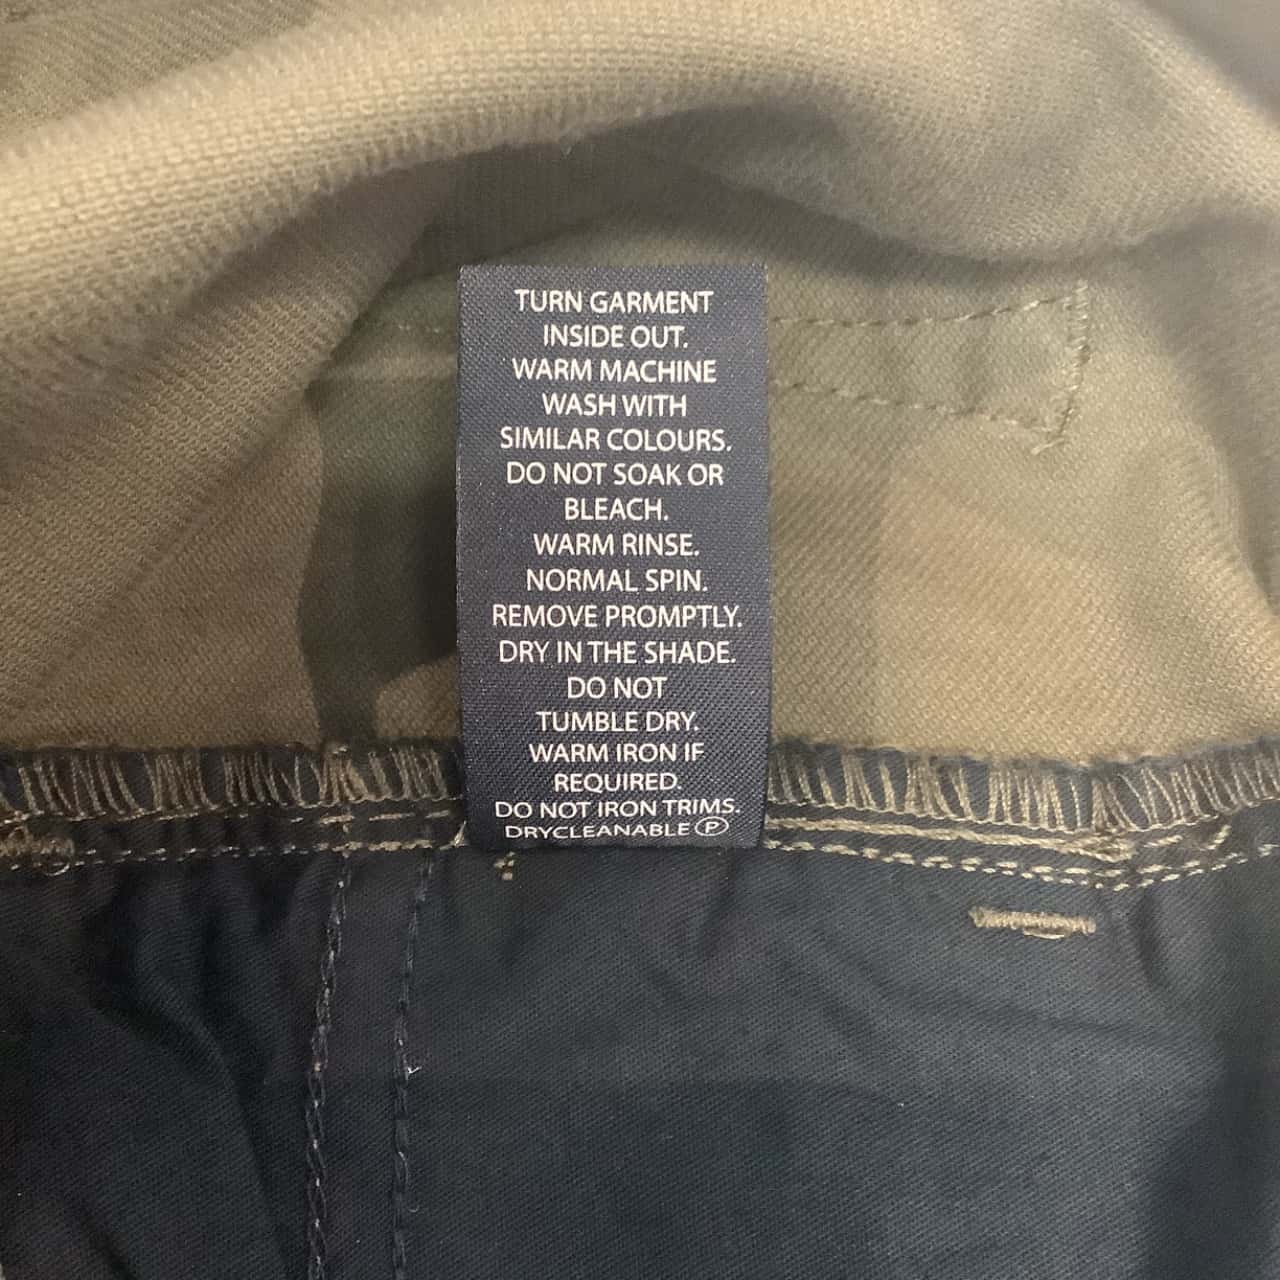 TURN GARMENT
INSIDE OUT.
WARM MACHINE
WASH WITH
SIMILAR COLOURS.
DO NOT SOAK OR
BLEACH.
WARM RINSE.
NORMAL SPIN.
REMOVE PROMPTLY.
DRY IN THE SHADE.
DO NOT
TUMBLE DRY.
WARM IRON IF
REQUIRED.
DO NOT IRON TRIMS.
DRYCLEANABLE Ⓟ